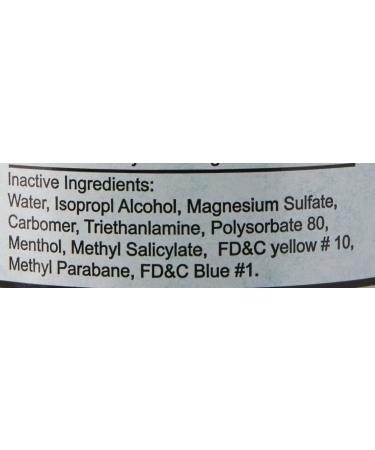 Inactive Ingredients:
Water, Isopropl Alcohol, Magnesium Sulfate,
Carbomer, Triethanlamine, Polysorbate 80,
Menthol, Methyl Salicylate, FD&C yellow # 10,
Methyl Parabane, FD&C Blue #1.